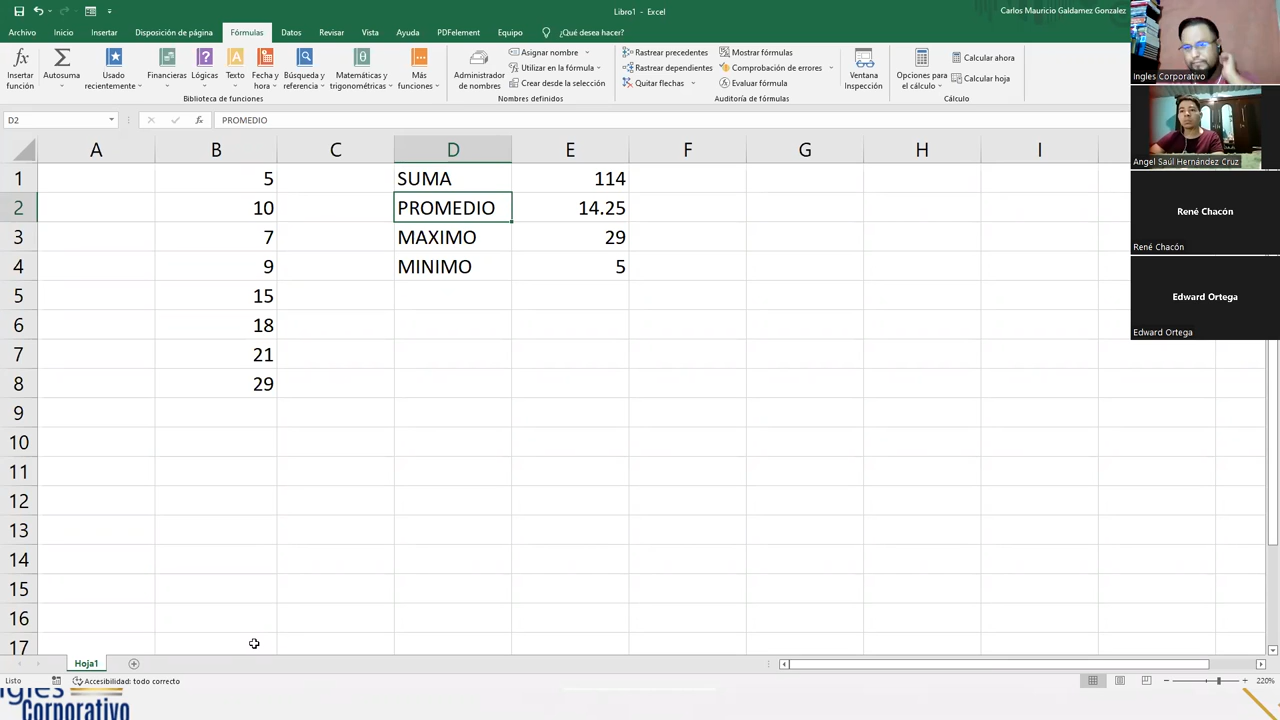 Libro1 - Excel
Carlos Mauricio Galdamez Gonzalez
Archivo Inicio Insertar Disposición de página Fórmulas Datos Revisar Vista Ayuda PDFelement Equipo ¿Qué desea hacer?
Insertar función
Autosuma
Usado recientemente
Financieras
Lógicas
Texto
Fecha y hora
Búsqueda y referencia
Matemáticas y trigonométricas
Más funciones
Biblioteca de funciones
Administrador de nombres
Asignar nombre
Utilizar en la fórmula
Crear desde la selección
Nombres definidos
Rastrear precedentes
Rastrear dependientes
Quitar flechas
Mostrar fórmulas
Comprobación de errores
Evaluar fórmula
Auditoría de fórmulas
Ventana Inspección
Opciones para el cálculo
Calcular ahora
Calcular hoja
Cálculo
D2 fx PROMEDIO
A B C D E F G H I
1 5 SUMA 114
2 10 PROMEDIO 14.25
3 7 MAXIMO 29
4 9 MINIMO 5
5 15
6 18
7 21
8 29
9
10
11
12
13
14
15
16
17
Hoja1
Listo
Accesibilidad: todo correcto
220%
Ingles Corporativo
Angel Saúl Hernández Cruz
René Chacón
René Chacón
Edward Ortega
Edward Ortega
Ingles
Corporativo